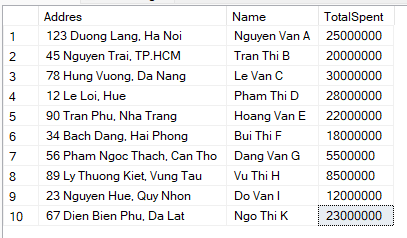 Addres Name TotalSpent
1 123 Duong Lang, Ha Noi Nguyen Van A 25000000
2 45 Nguyen Trai, TP.HCM Tran Thi B 20000000
3 78 Hung Vuong, Da Nang Le Van C 30000000
4 12 Le Loi, Hue Pham Thi D 28000000
5 90 Tran Phu, Nha Trang Hoang Van E 22000000
6 34 Bach Dang, Hai Phong Bui Thi F 18000000
7 56 Pham Ngoc Thach, Can Tho Dang Van G 5500000
8 89 Ly Thuong Kiet, Vung Tau Vu Thi H 8500000
9 23 Nguyen Hue, Quy Nhon Do Van I 12000000
10 67 Dien Bien Phu, Da Lat Ngo Thi K 23000000